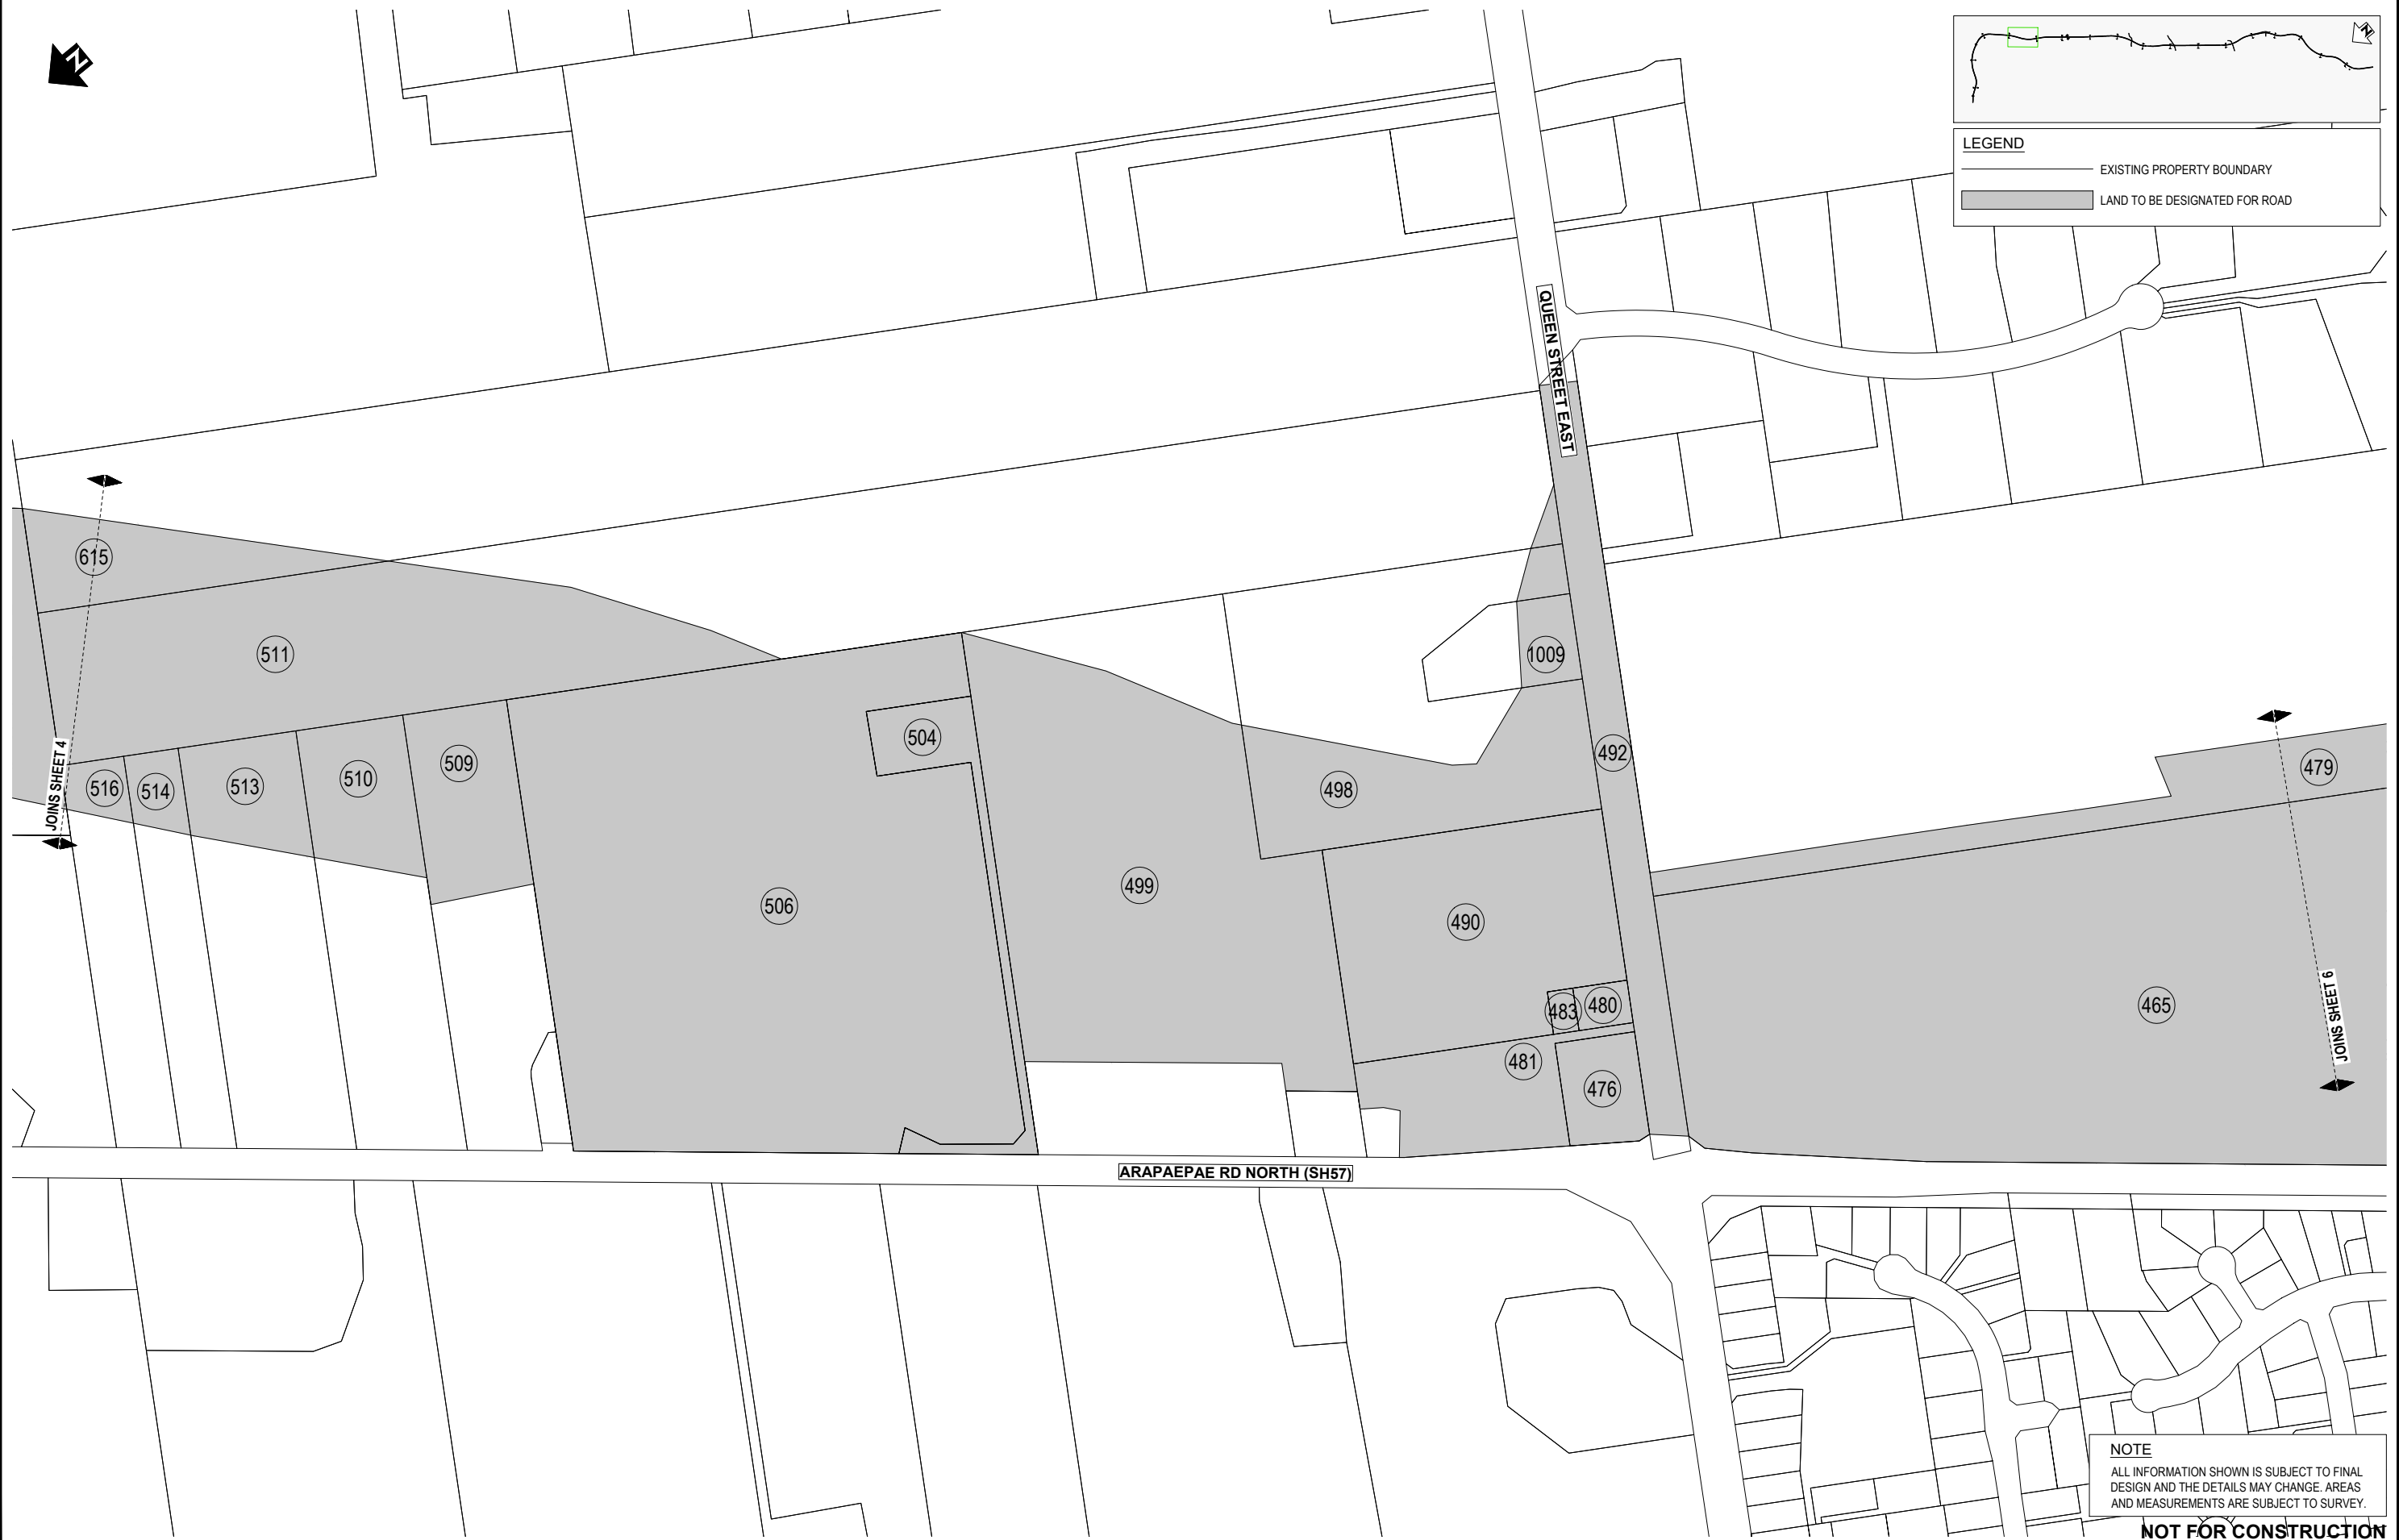 N
N
LEGEND
EXISTING PROPERTY BOUNDARY
LAND TO BE DESIGNATED FOR ROAD
QUEEN STREET EAST
615
511
1009
504
492
509
479
510
516
514
513
498
JOINS SHEET 4
499
506
490
483
480
465
JOINS SHEET 6
481
476
ARAPAEPAE RD NORTH (SH57)
NOTE
ALL INFORMATION SHOWN IS SUBJECT TO FINAL
DESIGN AND THE DETAILS MAY CHANGE. AREAS
AND MEASUREMENTS ARE SUBJECT TO SURVEY.
NOT FOR CONSTRUCTION